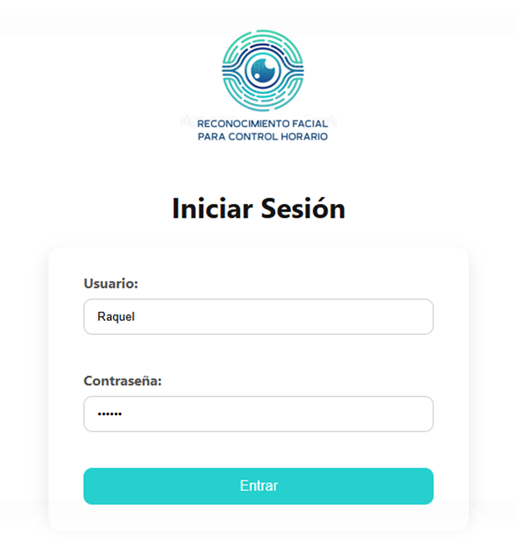 RECONOCIMIENTO FACIAL
PARA CONTROL HORARIO
Iniciar Sesión
Usuario:
Raquel
Contraseña:
••••••
Entrar